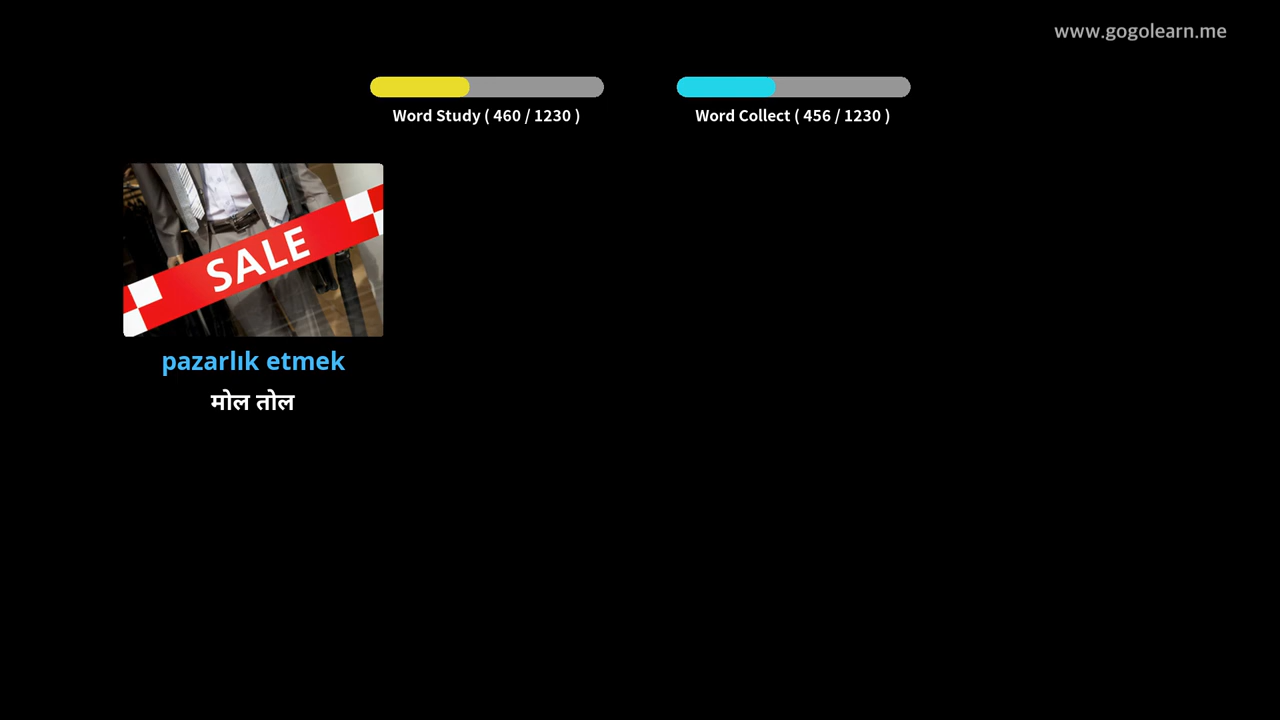 www.gogolearn.me
Word Study ( 460 / 1230 )
Word Collect ( 456 / 1230 )
SALE
pazarlık etmek
मोल तोल